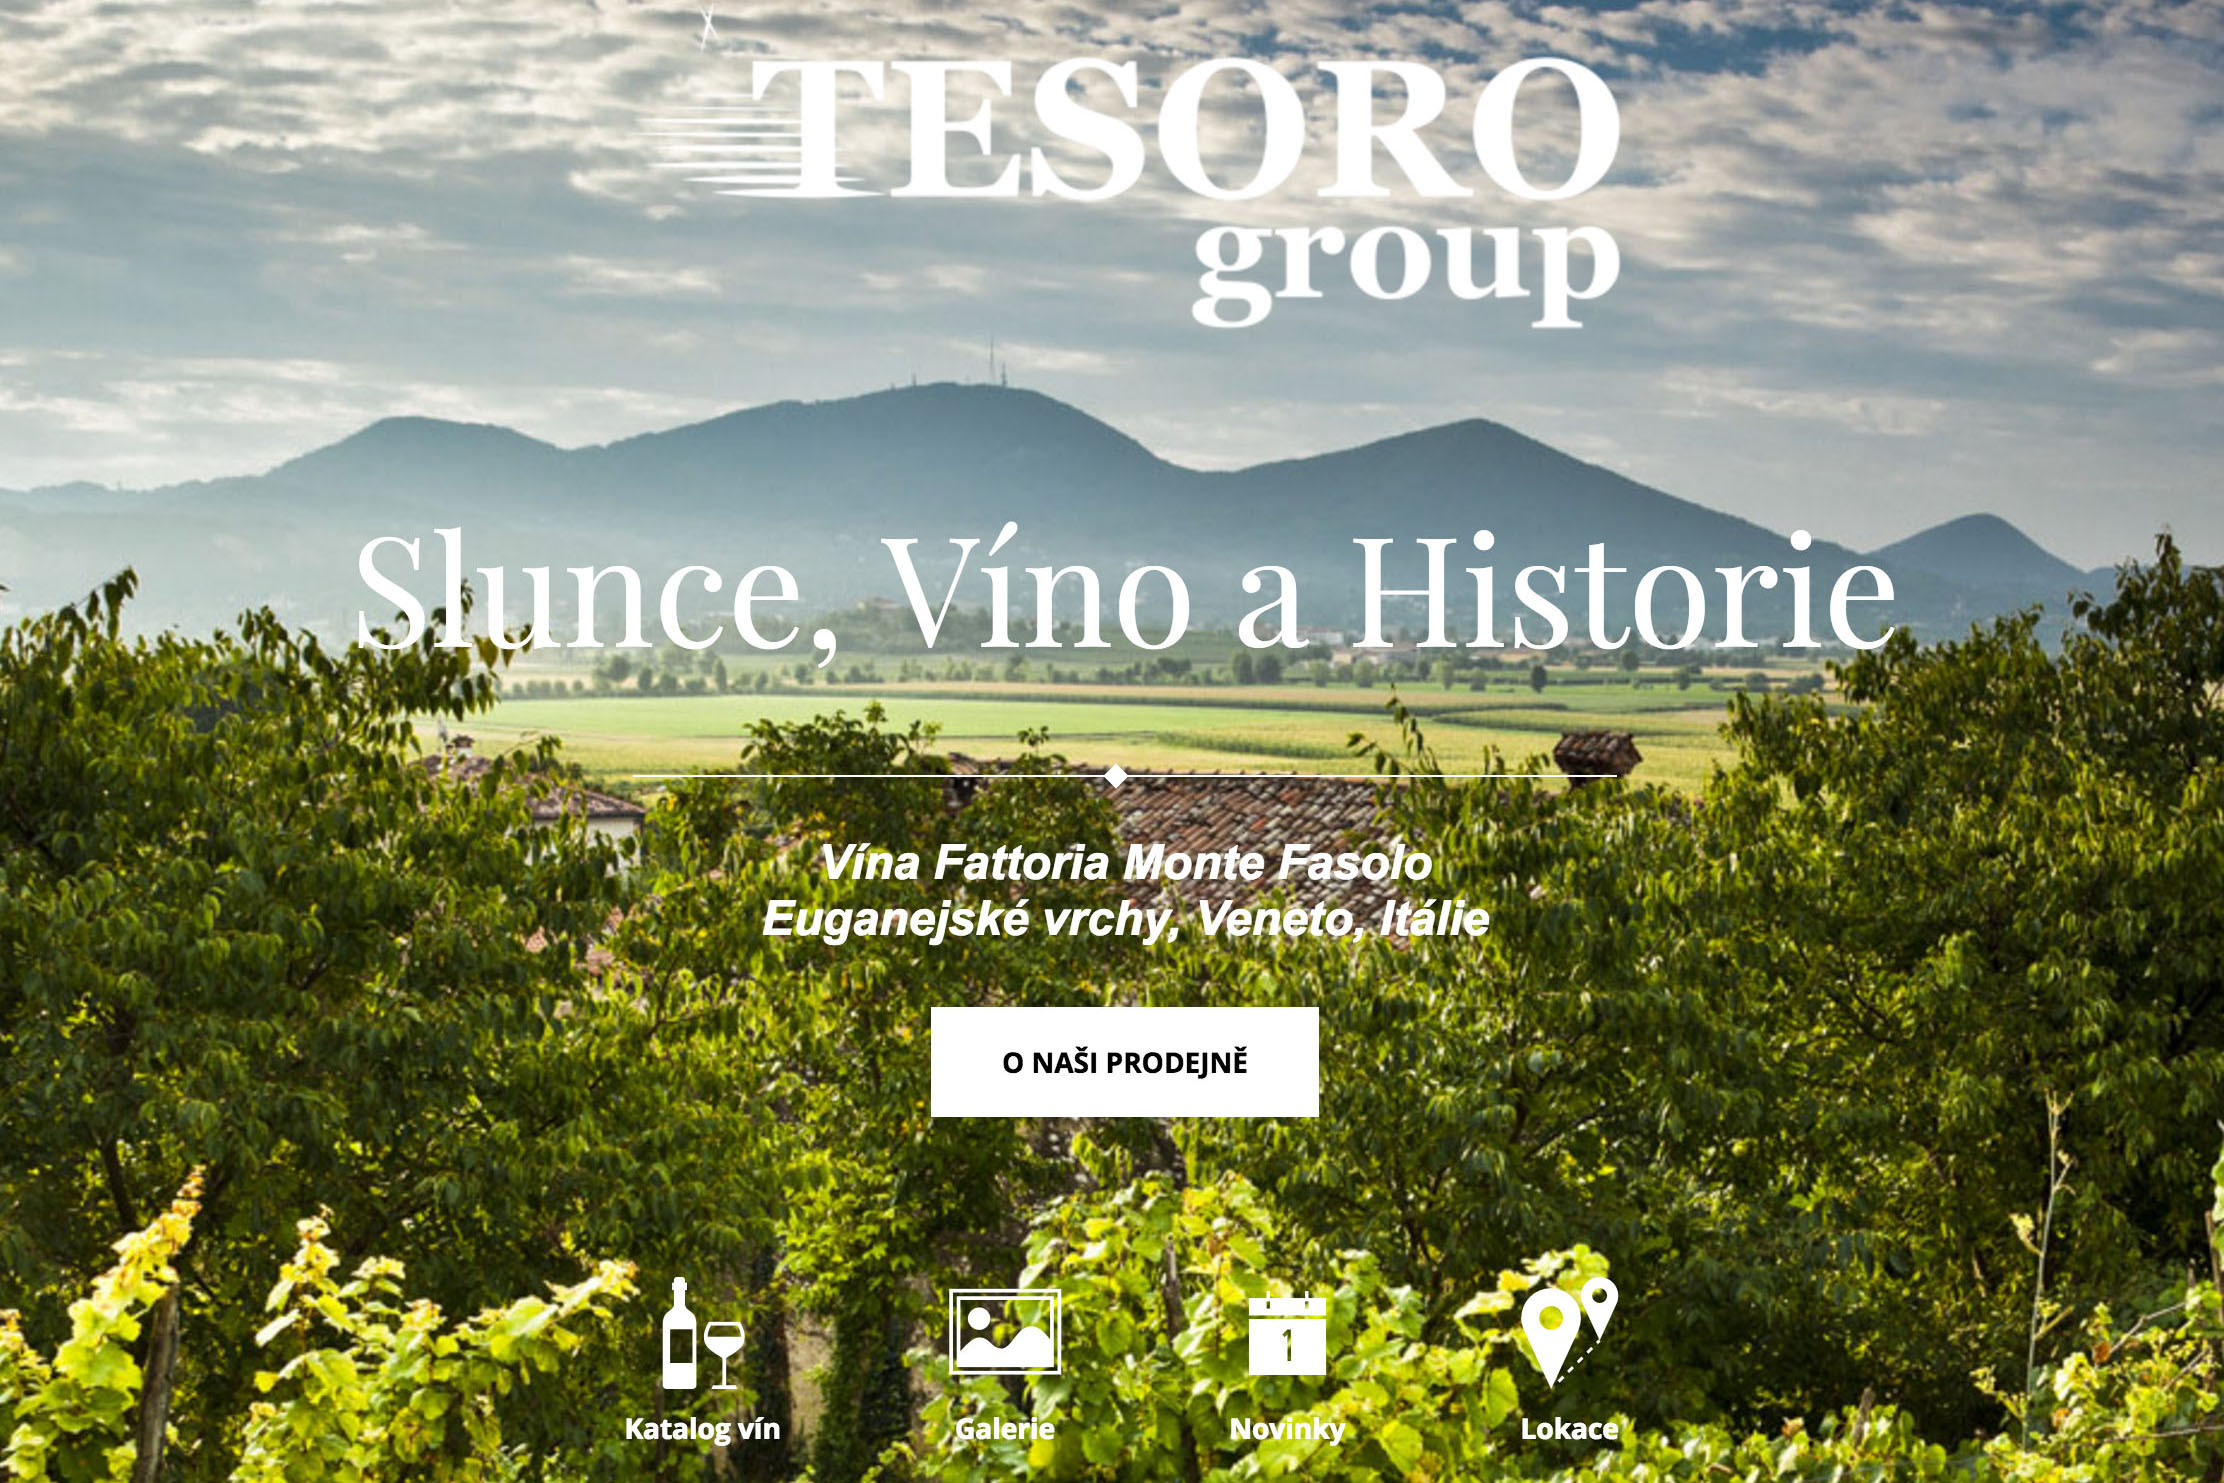 TESORO
group
Slunce, Víno a Historie
Vína Fattoria Monte Fasolo
Euganejské vrchy, Veneto, Itálie
O NAŠI PRODEJNĚ
1
Katalog vín
Galerie
Novinky
Lokace